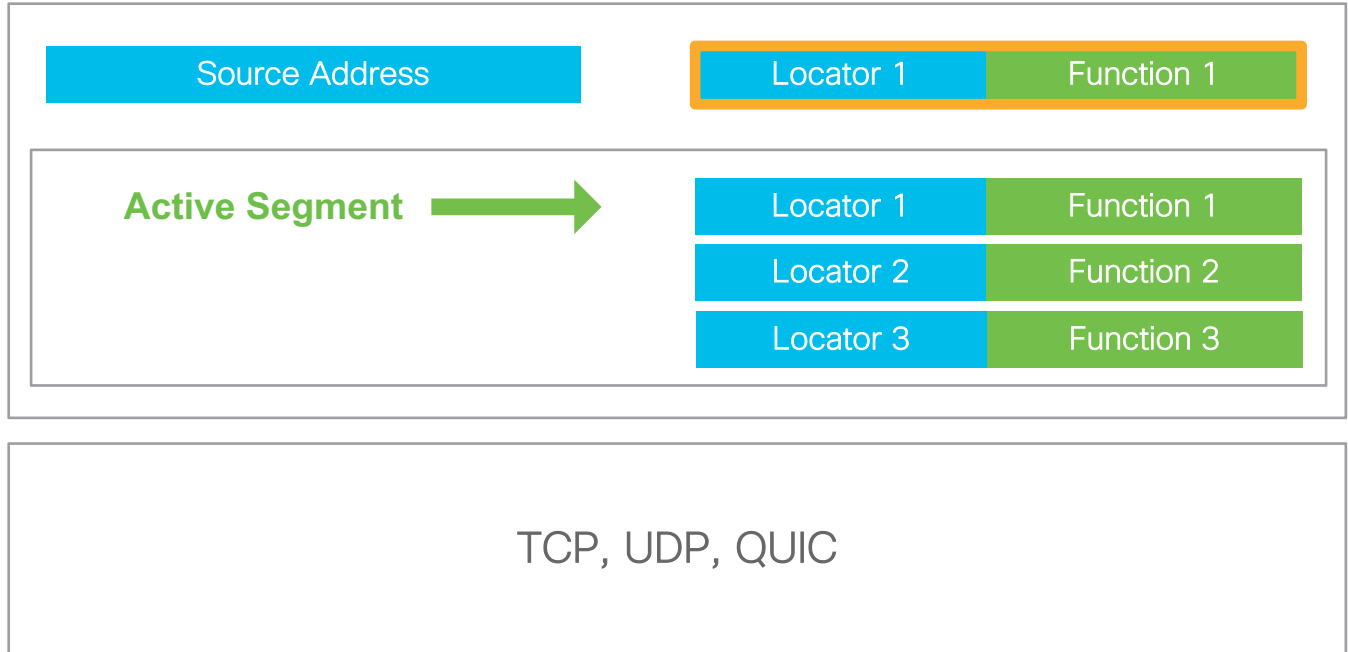 Source Address Locator 1 Function 1
Active Segment Locator 1 Function 1
Locator 2 Function 2
Locator 3 Function 3
TCP, UDP, QUIC